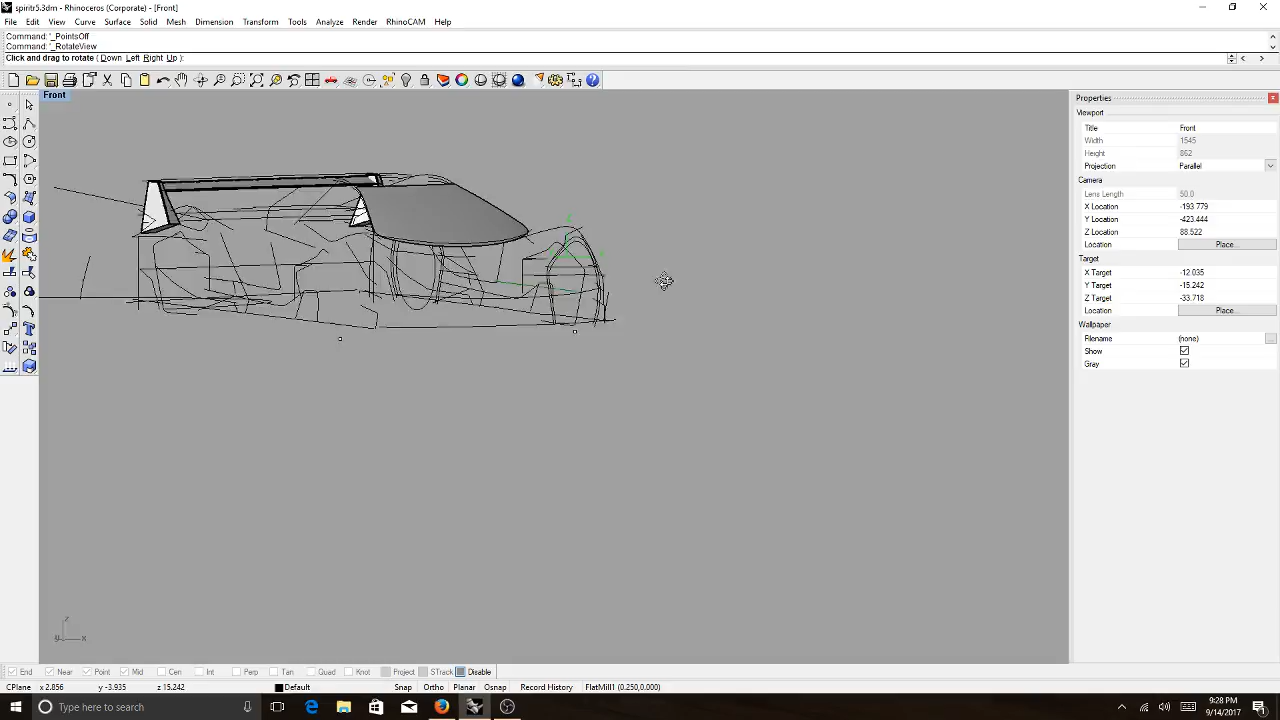 spiritr5.3dm - Rhinoceros (Corporate) - [Front]
File Edit View Curve Surface Solid Mesh Dimension Transform Tools Analyze Render RhinoCAM Help
Command: '_PointsOff
Command: '_RotateView
Click and drag to rotate ( Down Left Right Up ):
Front
Properties
Viewport
Title Front
Width 1545
Height 862
Projection Parallel
Camera
Lens Length 50.0
X Location -193.779
Y Location -423.444
Z Location 88.522
Location Place...
Target
X Target -12.035
Y Target -15.242
Z Target -33.718
Location Place...
Wallpaper
Filename (none) ...
Show
Gray
z
y x
End Near Point Mid Cen Int Perp Tan Quad Knot Project STrack Disable
CPlane x 2.856 y -3.935 z 15.242 Default Snap Ortho Planar Osnap Record History FlatMill1 (0.250,0.000)
Type here to search
9:28 PM
9/14/2017